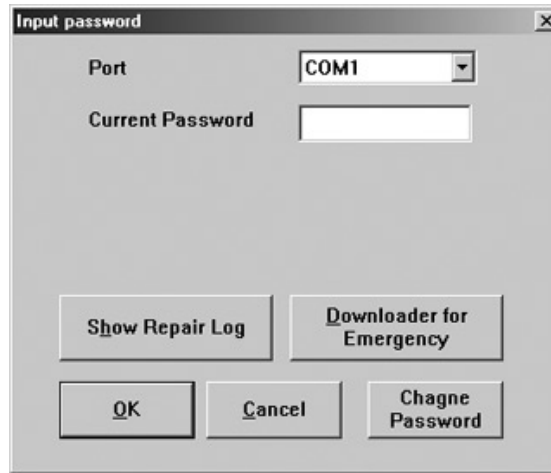 Input password
Port
COM1
Current Password
Show Repair Log
Downloader for
Emergency
OK
Cancel
Chagne
Password